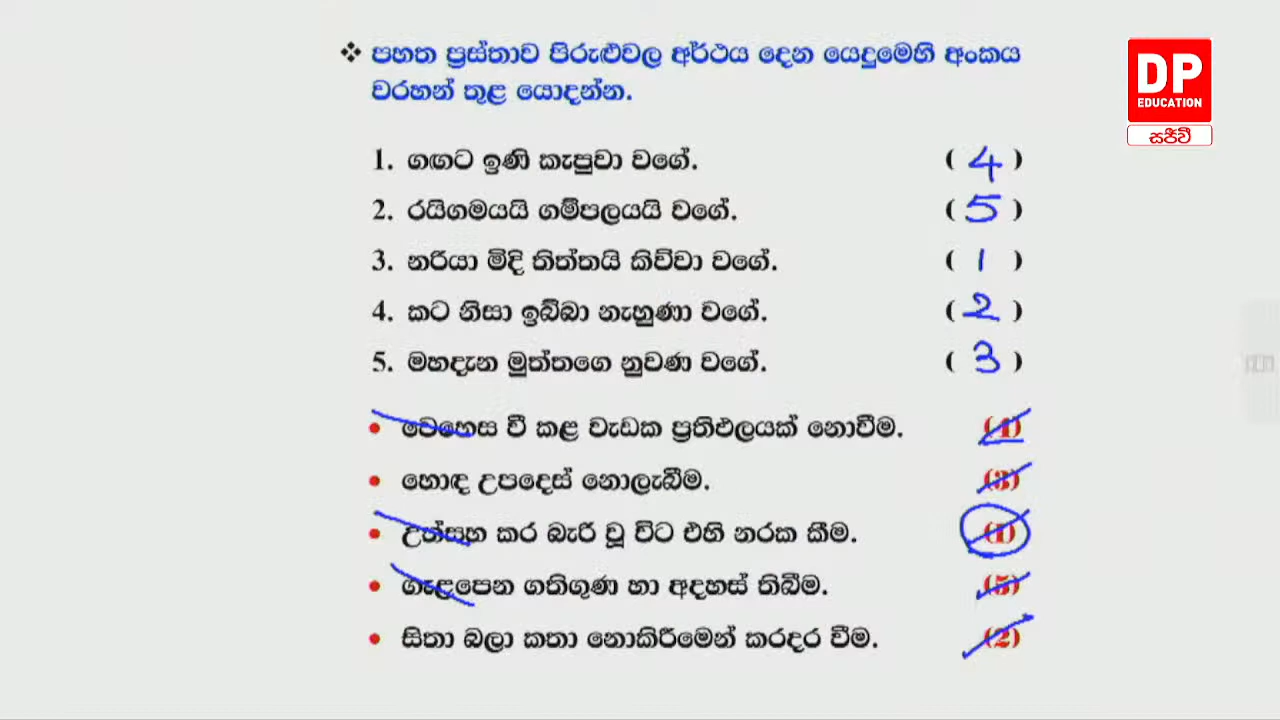 ❖ පහත ප්‍රස්තාව පිරුළුවල අර්ථය දෙන යෙදුමෙහි අංකය
වරහන් තුළ යොදන්න.
DP
EDUCATION
සජීවී
1. ගඟට ඉණි කැපුවා වගේ. ( 4 )
2. රයිගමයයි ගම්පලයයි වගේ. ( 5 )
3. නරියා මිදි තිත්තයි කිව්වා වගේ. ( 1 )
4. කට නිසා ඉබ්බා නැහුණා වගේ. ( 2 )
5. මහදැන මුත්තගෙ නුවණ වගේ. ( 3 )
• වෙහෙස වී කළ වැඩක ප්‍රතිඵලයක් නොවීම. (4)
• හොඳ උපදෙස් නොලැබීම. (3)
• උත්සහ කර බැරි වූ විට එහි නරක කීම. (1)
• ගැළපෙන ගතිගුණ හා අදහස් තිබීම. (5)
• සිතා බලා කතා නොකිරීමෙන් කරදර වීම. (2)